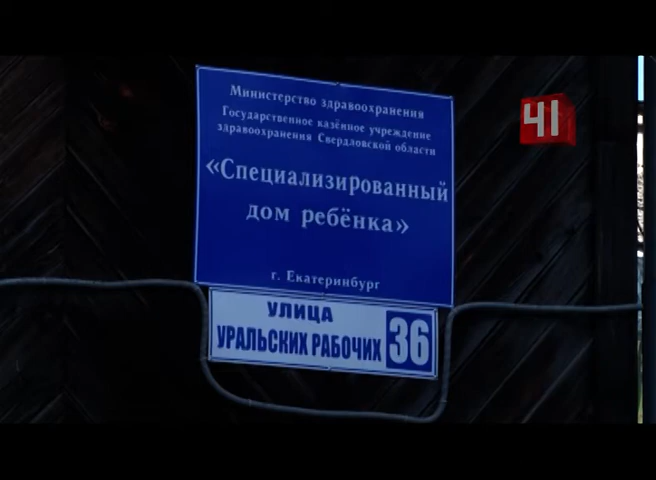 Министерство здравоохранения
Государственное казённое учреждение
здравоохранения Свердловской области
«Специализированный
дом ребёнка»
г. Екатеринбург
УЛИЦА
УРАЛЬСКИХ РАБОЧИХ 36
41